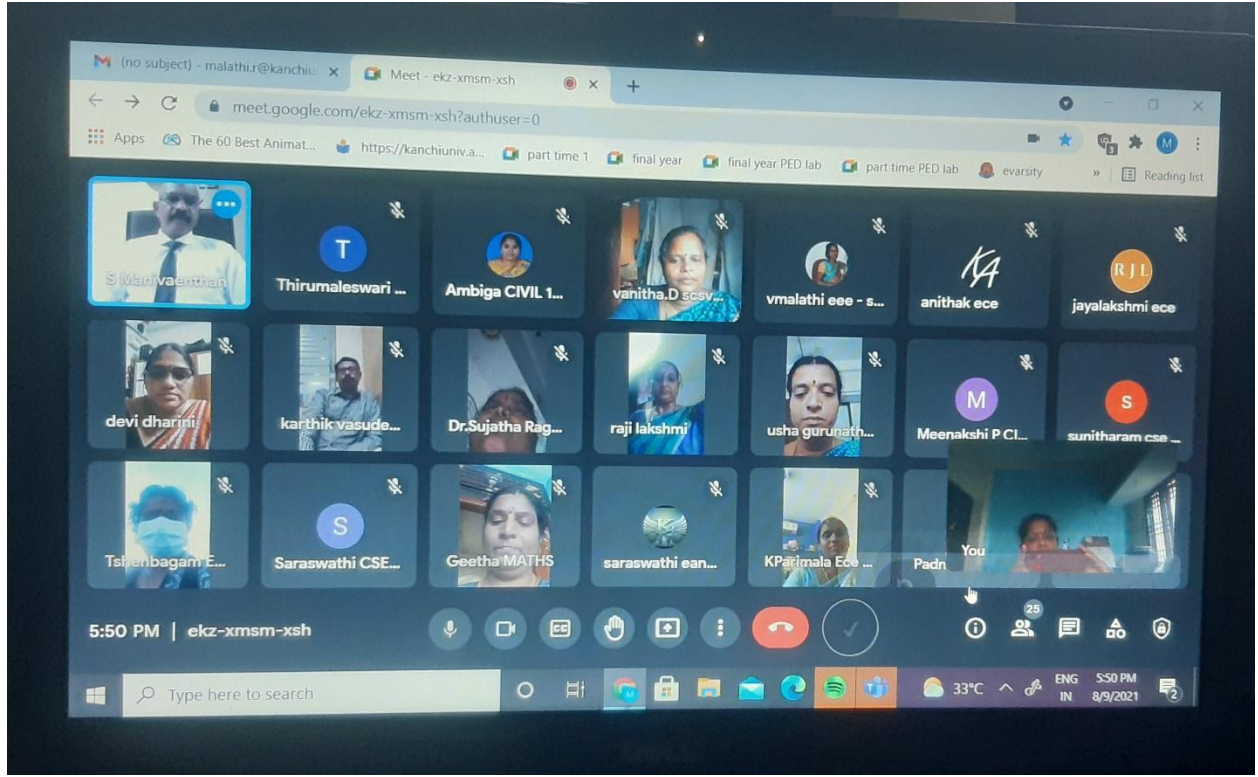 (no subject) - malathi.r@kanchiu
Meet - ekz-xmsm-xsh
meet.google.com/ekz-xmsm-xsh?authuser=0
Apps The 60 Best Animat... https://kanchiuniv.a... part time 1 final year final year PED lab part time PED lab evarsity » Reading list
3 M
S Manivaenthan
T
Thirumaleswari ...
Ambiga CIVIL 1...
vanitha.D scsv...
vmalathi eee - s...
KA
anithak ece
RJL
jayalakshmi ece
devi dharini
karthik vasude...
Dr.Sujatha Rag...
raji lakshmi
usha gurunath...
M
Meenakshi P CI...
S
sunitharam cse ...
Tshenbagam E...
S
Saraswathi CSE...
Geetha MATHS
saraswathi ean...
KParimala Ece ...
Padn
You
5:50 PM | ekz-xmsm-xsh
CC
25
Type here to search
33°C
ENG
IN
5:50 PM
8/9/2021
2